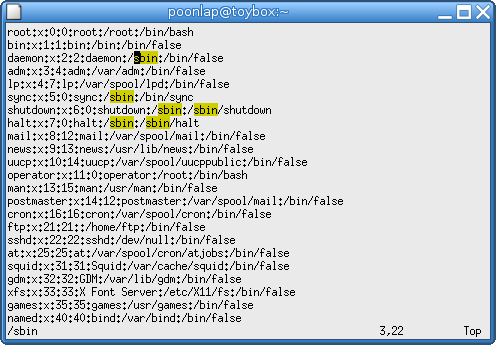 poonlap@toybox:~
root:x:0:0:root:/root:/bin/bash
bin:x:1:1:bin:/bin:/bin/false
daemon:x:2:2:daemon:/sbin:/bin/false
adm:x:3:4:adm:/var/adm:/bin/false
lp:x:4:7:lp:/var/spool/lpd:/bin/false
sync:x:5:0:sync:/sbin:/bin/sync
shutdown:x:6:0:shutdown:/sbin:/sbin/shutdown
halt:x:7:0:halt:/sbin:/sbin/halt
mail:x:8:12:mail:/var/spool/mail:/bin/false
news:x:9:13:news:/usr/lib/news:/bin/false
uucp:x:10:14:uucp:/var/spool/uucppublic:/bin/false
operator:x:11:0:operator:/root:/bin/bash
man:x:13:15:man:/usr/man:/bin/false
postmaster:x:14:12:postmaster:/var/spool/mail:/bin/false
cron:x:16:16:cron:/var/spool/cron:/bin/false
ftp:x:21:21::/home/ftp:/bin/false
sshd:x:22:22:sshd:/dev/null:/bin/false
at:x:25:25:at:/var/spool/cron/atjobs:/bin/false
squid:x:31:31:Squid:/var/cache/squid:/bin/false
gdm:x:32:32:GDM:/var/lib/gdm:/bin/false
xfs:x:33:33:X Font Server:/etc/X11/fs:/bin/false
games:x:35:35:games:/usr/games:/bin/false
named:x:40:40:bind:/var/bind:/bin/false
/sbin 3,22 Top